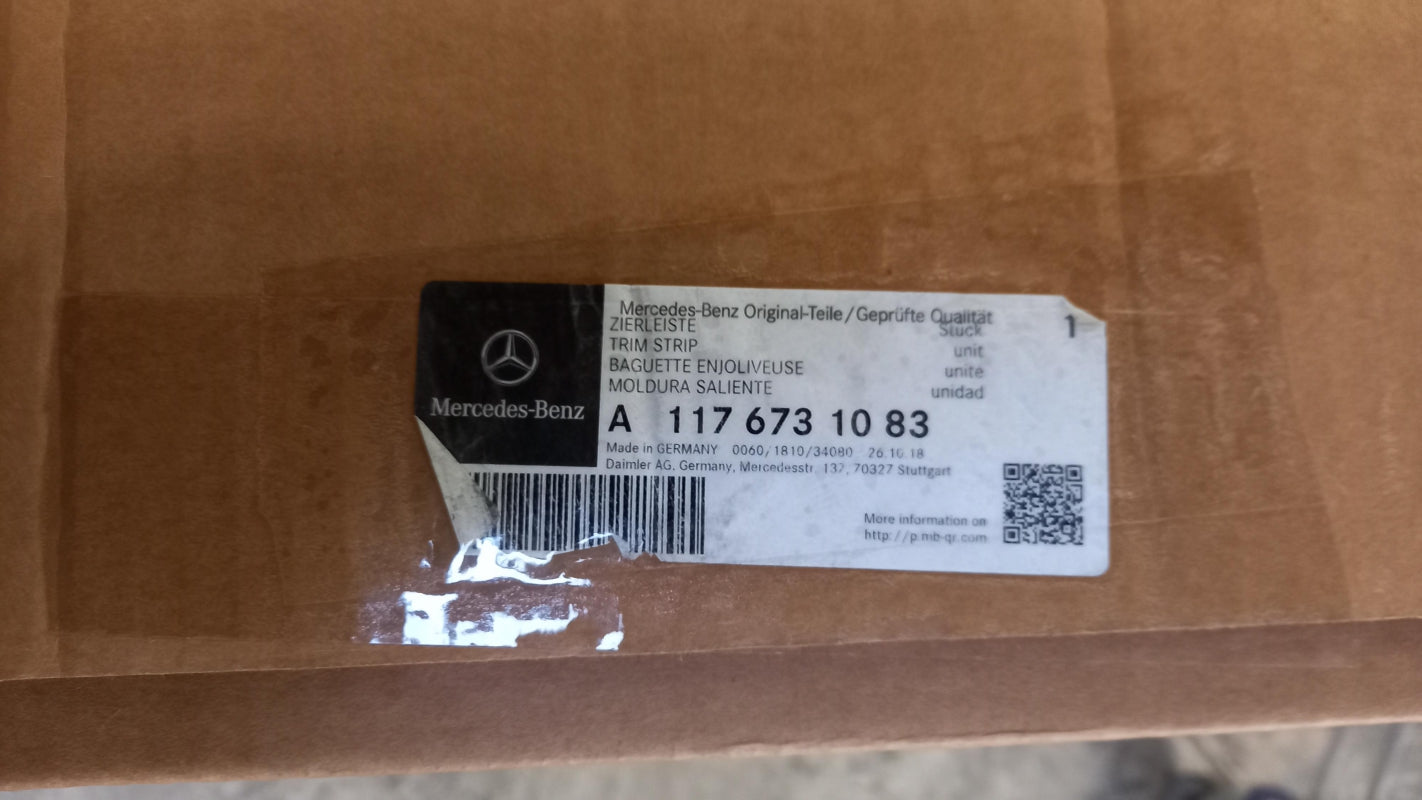 Mercedes-Benz
Mercedes-Benz Original-Teile/Geprüfte Qualität
ZIERLEISTE Stück 1
TRIM STRIP unit
BAGUETTE ENJOLIVEUSE unite
MOLDURA SALIENTE unidad
A 117 673 10 83
Made in GERMANY 0060/1810/34080 26.10.18
Daimler AG, Germany, Mercedesstr. 137, 70327 Stuttgart
More information on
http://p.mb-qr.com